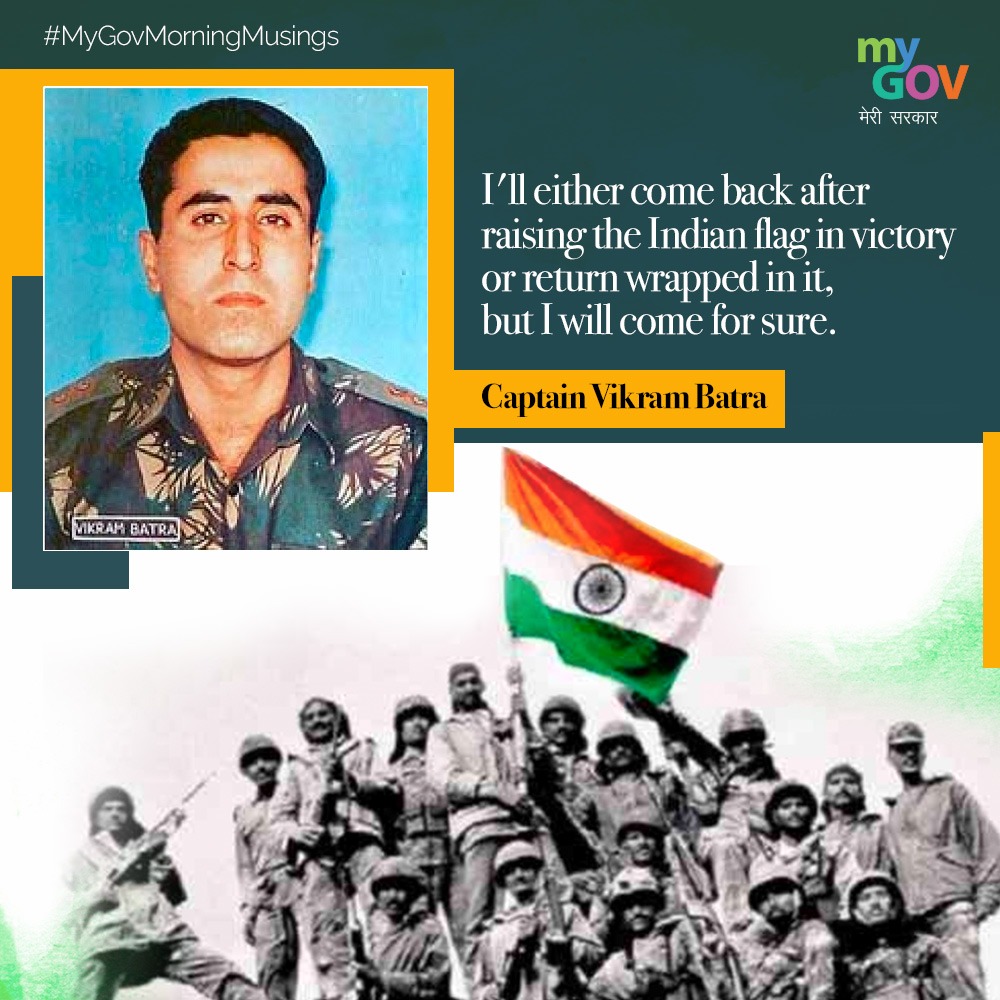 #MyGovMorningMusings
my
GOV
मेरी सरकार
I'll either come back after
raising the Indian flag in victory
or return wrapped in it,
but I will come for sure.
Captain Vikram Batra
VIKRAM BATRA